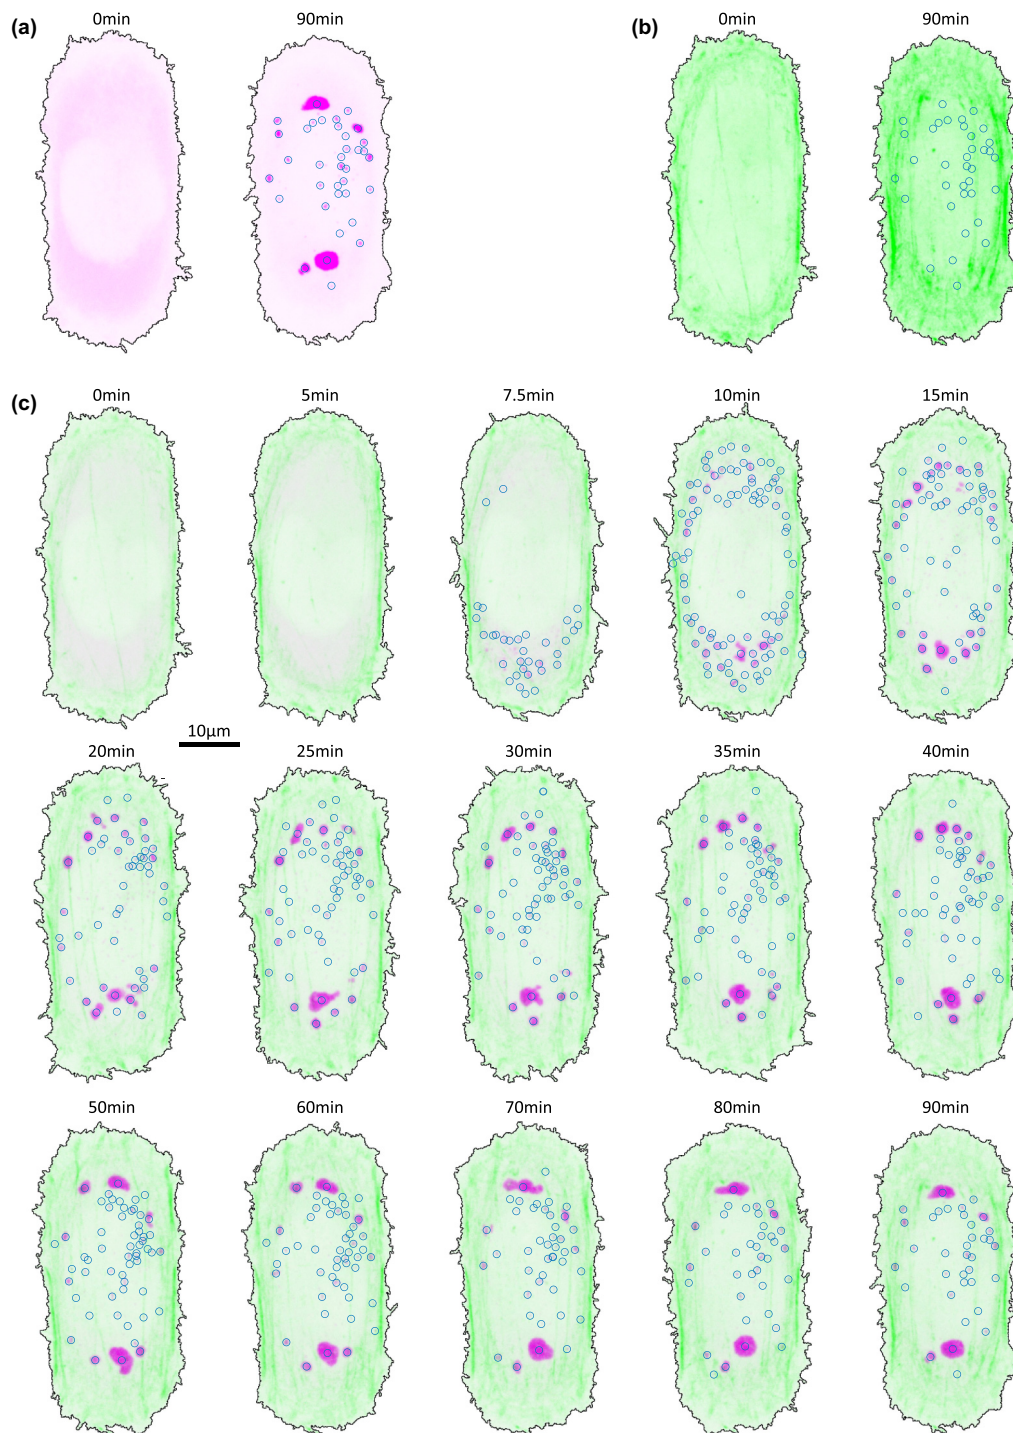 (a) 0min 90min (b) 0min 90min
(c) 0min 5min 7.5min 10min 15min
10µm
20min 25min 30min 35min 40min
50min 60min 70min 80min 90min